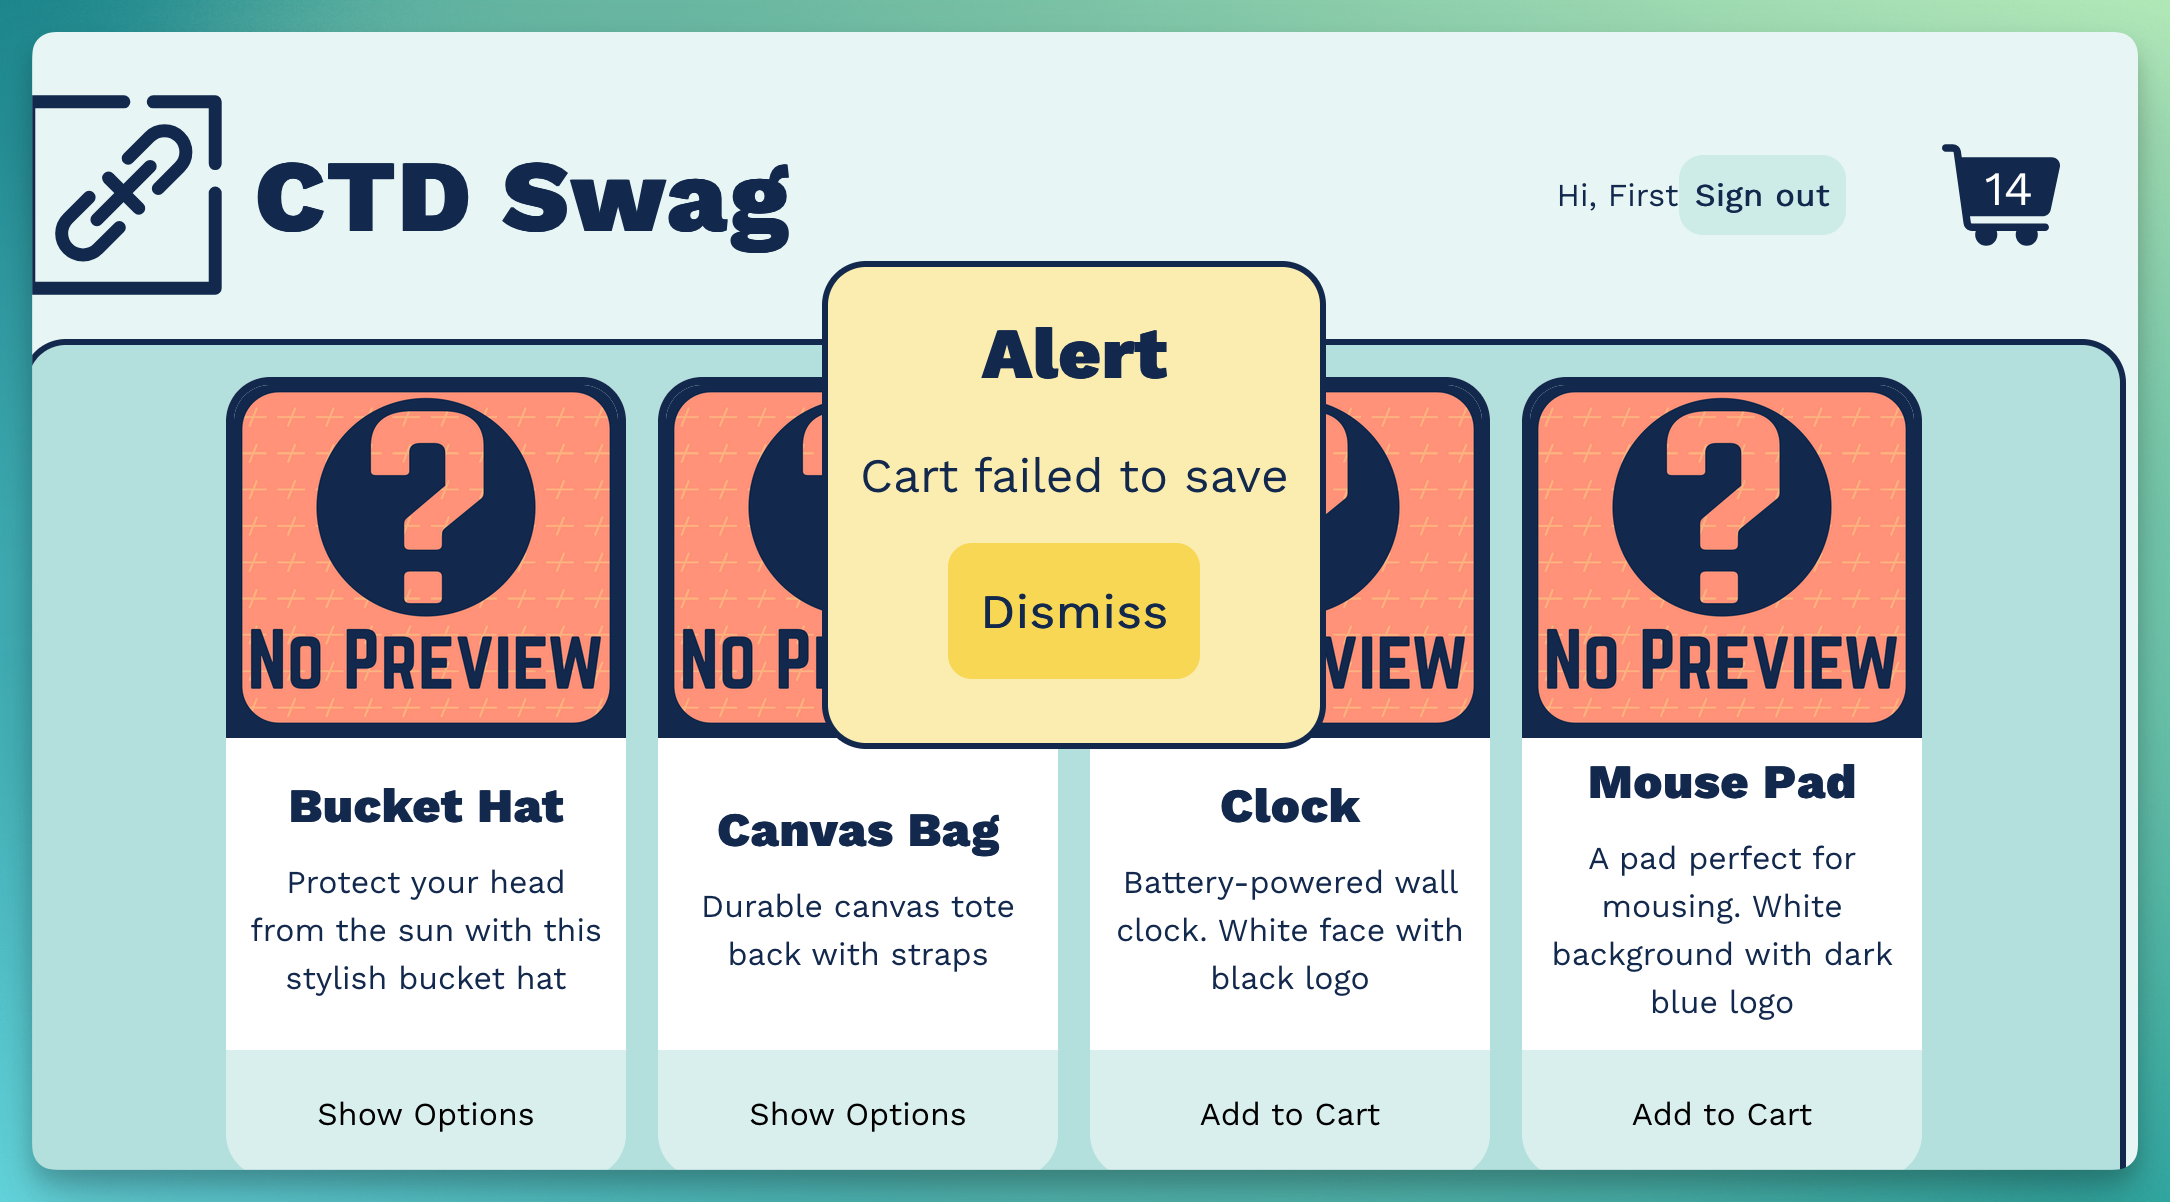 CTD Swag
Hi, First
Sign out
14
Alert
Cart failed to save
Dismiss
?
No Preview
Bucket Hat
Protect your head
from the sun with this
stylish bucket hat
Show Options
No P
Canvas Bag
Durable canvas tote
back with straps
Show Options
VIEW
Clock
Battery-powered wall
clock. White face with
black logo
Add to Cart
?
No Preview
Mouse Pad
A pad perfect for
mousing. White
background with dark
blue logo
Add to Cart